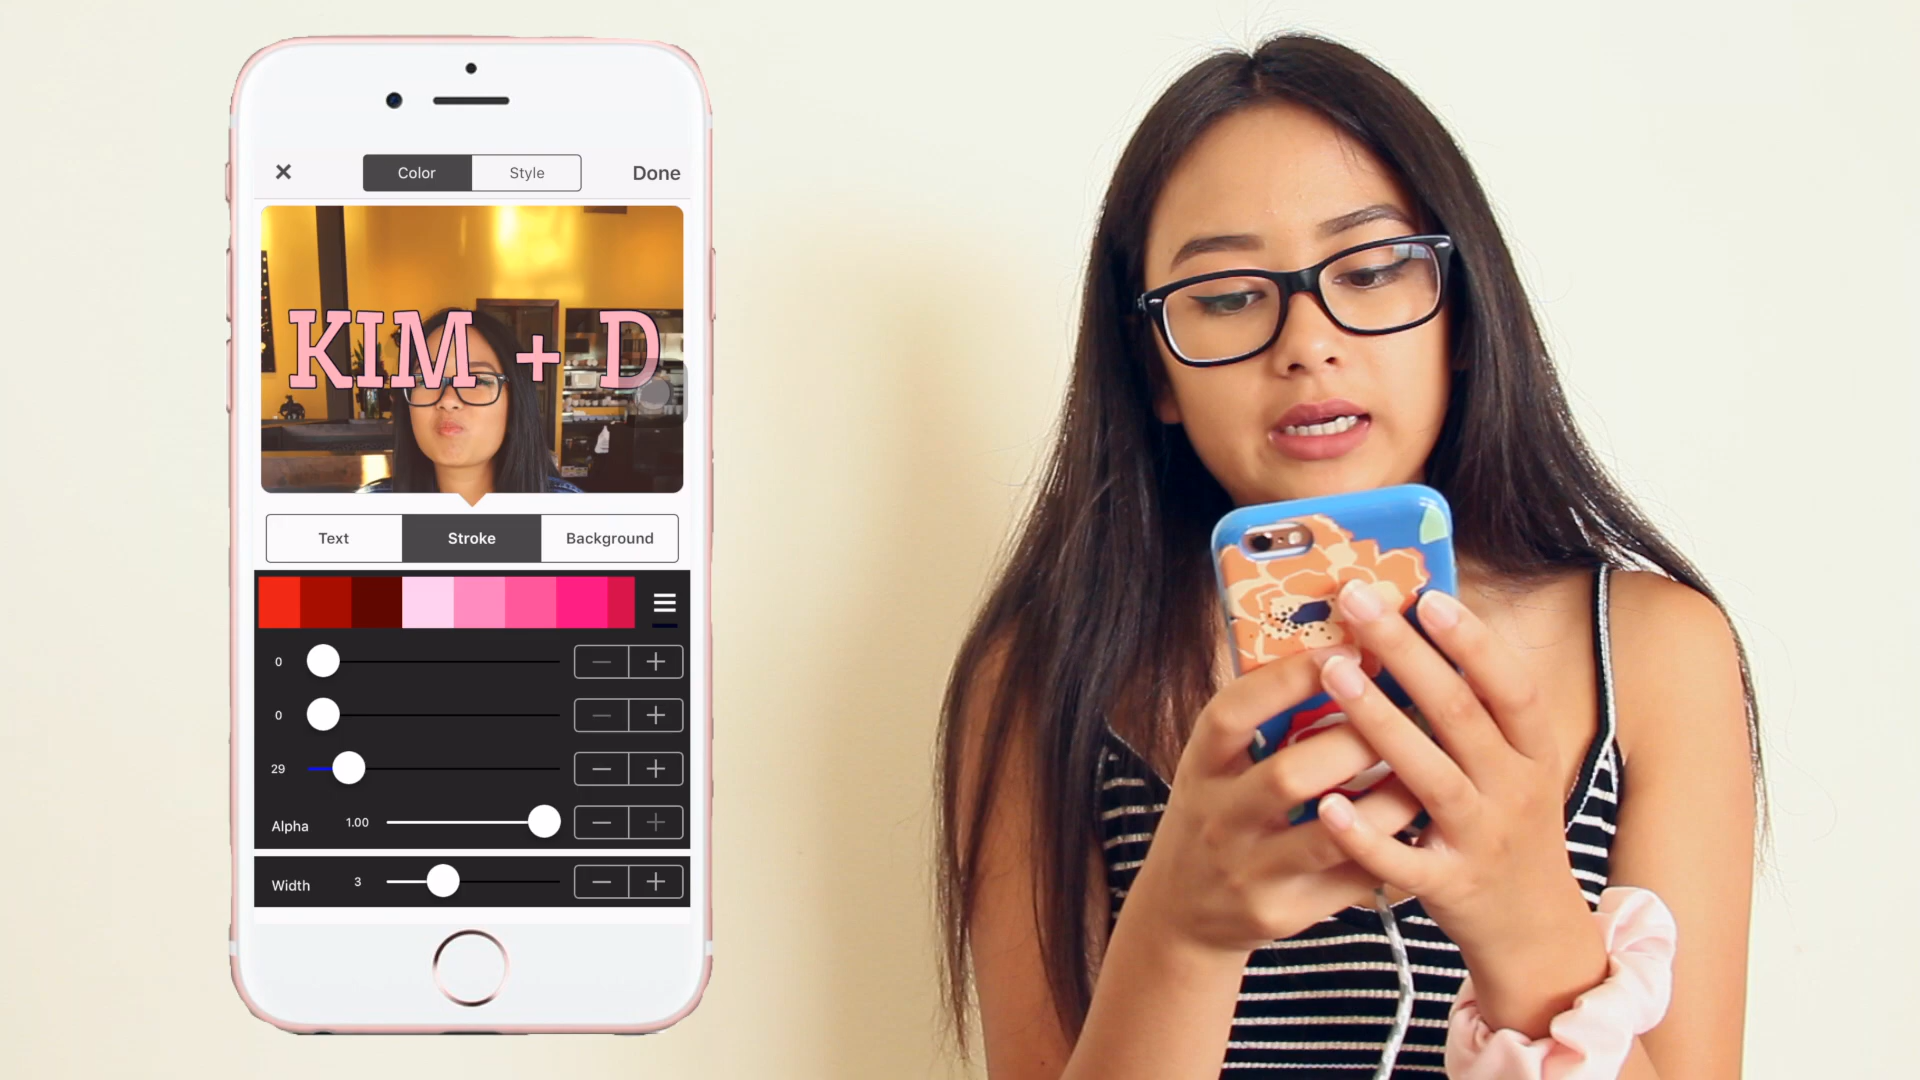 × Color Style Done
KIM + D
Text Stroke Background
0 — +
0 — +
29 — +
Alpha 1.00 — +
Width 3 — +